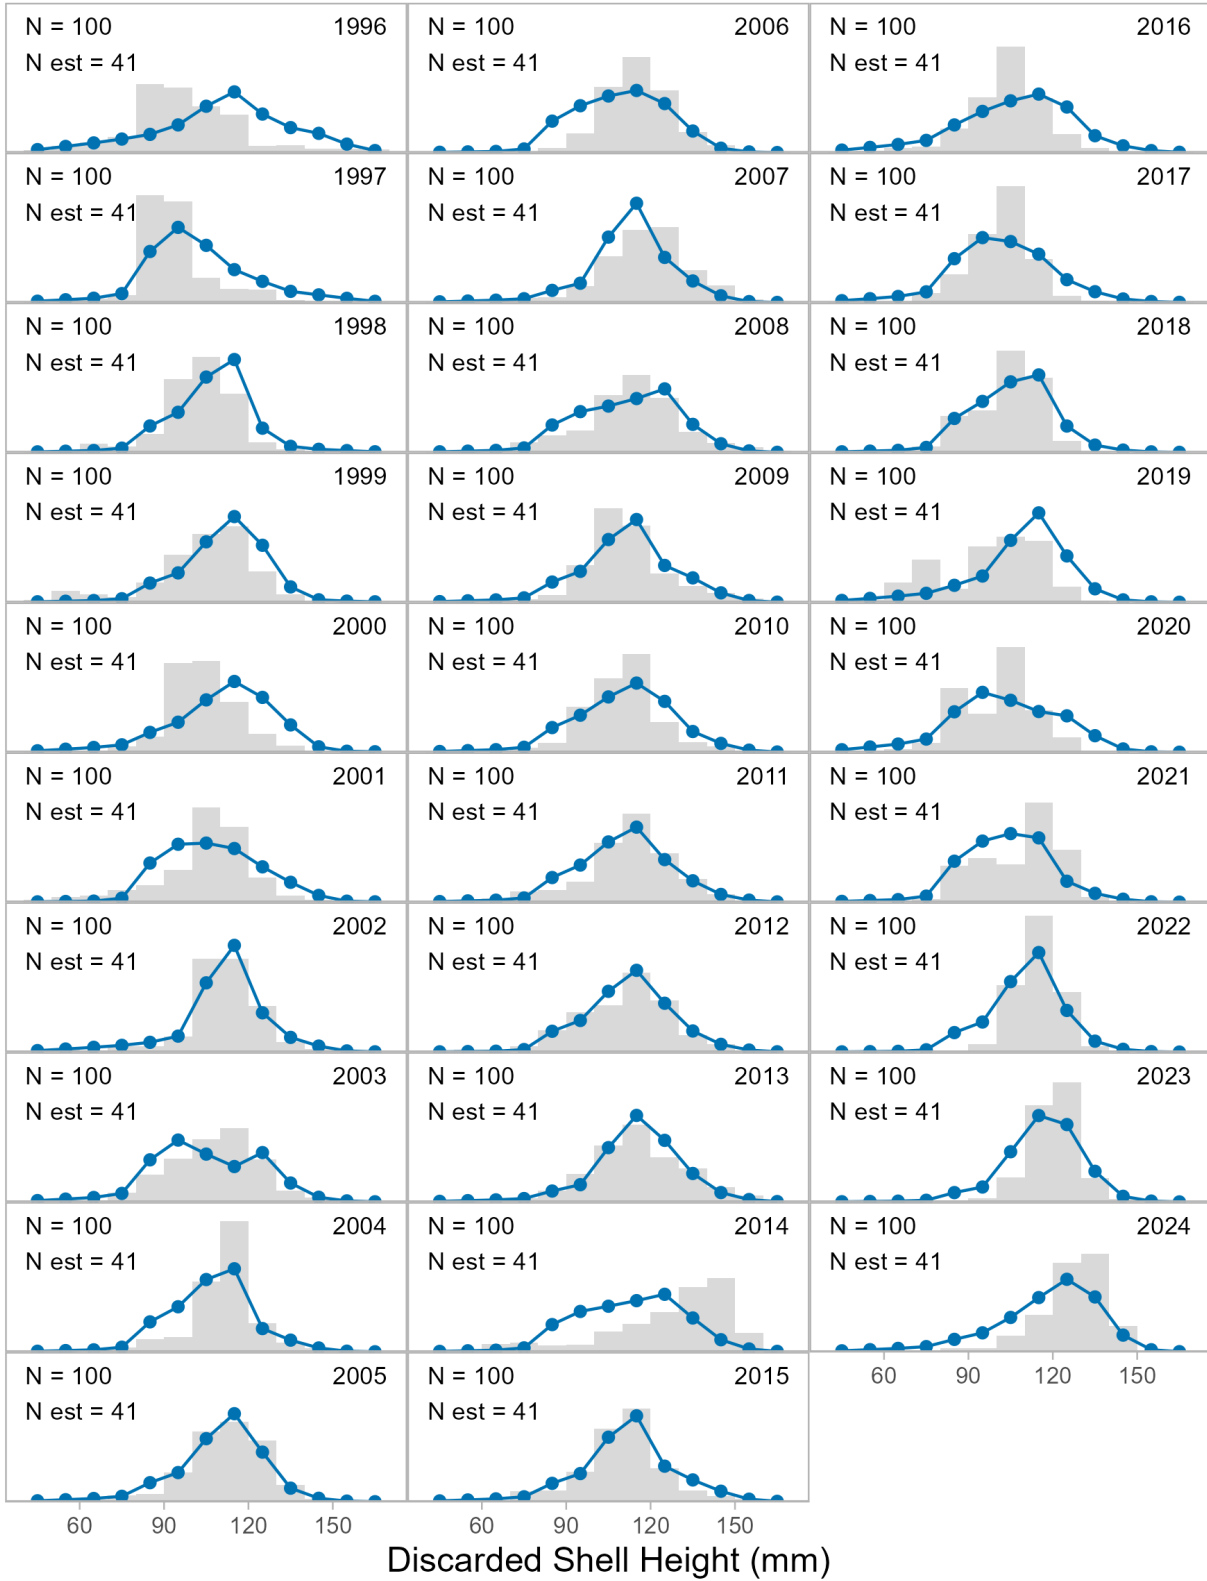 N = 100 1996
N est = 41
N = 100 2006
N est = 41
N = 100 2016
N est = 41
N = 100 1997
N est = 41
N = 100 2007
N est = 41
N = 100 2017
N est = 41
N = 100 1998
N est = 41
N = 100 2008
N est = 41
N = 100 2018
N est = 41
N = 100 1999
N est = 41
N = 100 2009
N est = 41
N = 100 2019
N est = 41
N = 100 2000
N est = 41
N = 100 2010
N est = 41
N = 100 2020
N est = 41
N = 100 2001
N est = 41
N = 100 2011
N est = 41
N = 100 2021
N est = 41
N = 100 2002
N est = 41
N = 100 2012
N est = 41
N = 100 2022
N est = 41
N = 100 2003
N est = 41
N = 100 2013
N est = 41
N = 100 2023
N est = 41
N = 100 2004
N est = 41
N = 100 2014
N est = 41
N = 100 2024
N est = 41
60 90 120 150
N = 100 2005
N est = 41
N = 100 2015
N est = 41
60 90 120 150
60 90 120 150
Discarded Shell Height (mm)